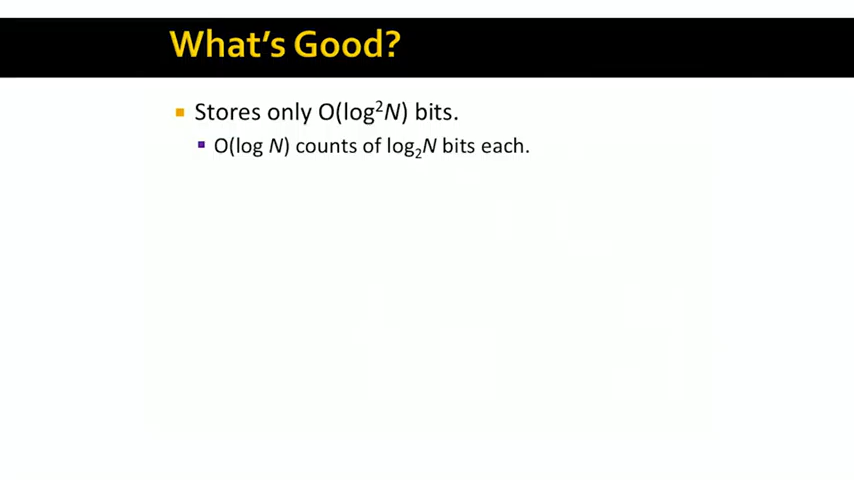 What's Good?
Stores only O(log²N) bits.
O(log N) counts of log₂N bits each.